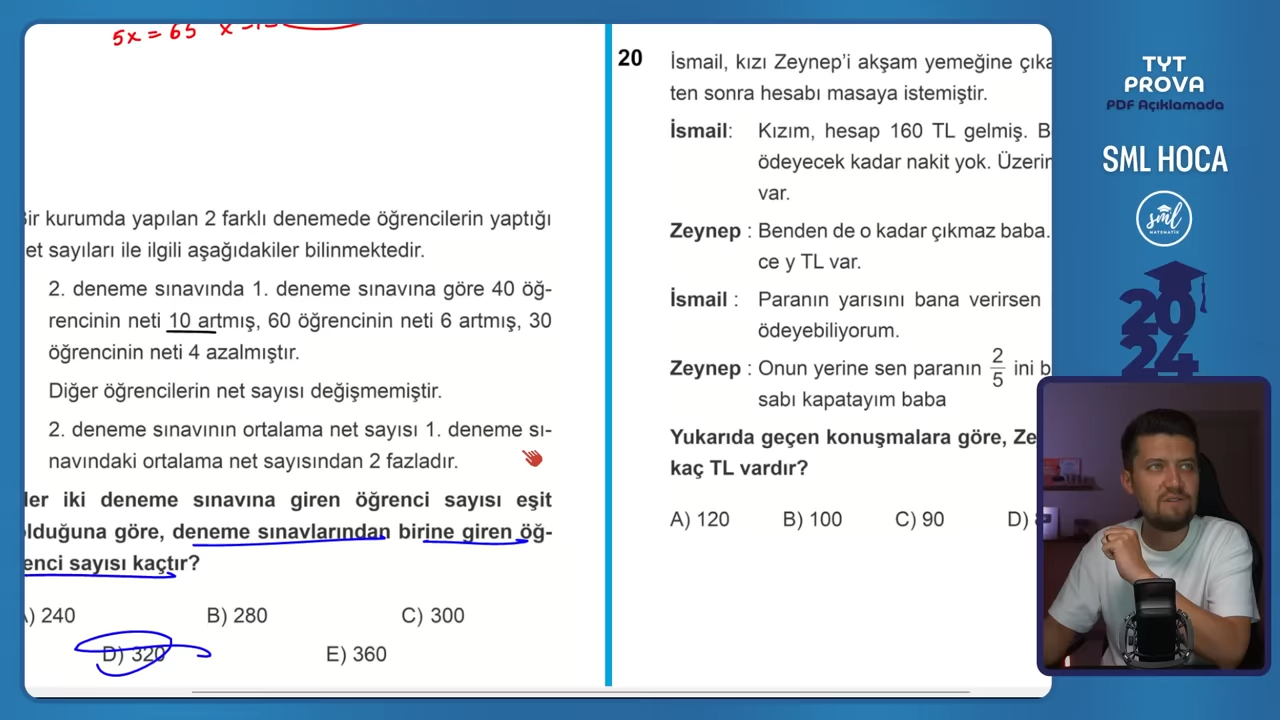 5x = 65
Bir kurumda yapılan 2 farklı denemede öğrencilerin yaptığı
et sayıları ile ilgili aşağıdakiler bilinmektedir.
2. deneme sınavında 1. deneme sınavına göre 40 öğ-
rencinin neti 10 artmış, 60 öğrencinin neti 6 artmış, 30
öğrencinin neti 4 azalmıştır.
Diğer öğrencilerin net sayısı değişmemiştir.
2. deneme sınavının ortalama net sayısı 1. deneme sı-
navındaki ortalama net sayısından 2 fazladır.
Her iki deneme sınavına giren öğrenci sayısı eşit
olduğuna göre, deneme sınavlarından birine giren öğ-
enci sayısı kaçtır?
A) 240 B) 280 C) 300
D) 320 E) 360
20 İsmail, kızı Zeynep'i akşam yemeğine çıka
ten sonra hesabı masaya istemiştir.
İsmail: Kızım, hesap 160 TL gelmiş. B
ödeyecek kadar nakit yok. Üzerin
var.
Zeynep : Benden de o kadar çıkmaz baba.
ce y TL var.
İsmail : Paranın yarısını bana verirsen
ödeyebiliyorum.
Zeynep : Onun yerine sen paranın 2/5 ini b
sabı kapatayım baba
Yukarıda geçen konuşmalara göre, Ze
kaç TL vardır?
A) 120 B) 100 C) 90 D)
TYT
PROVA
PDF Açıklamada
SML HOCA
sml
MATEMATİK
2024